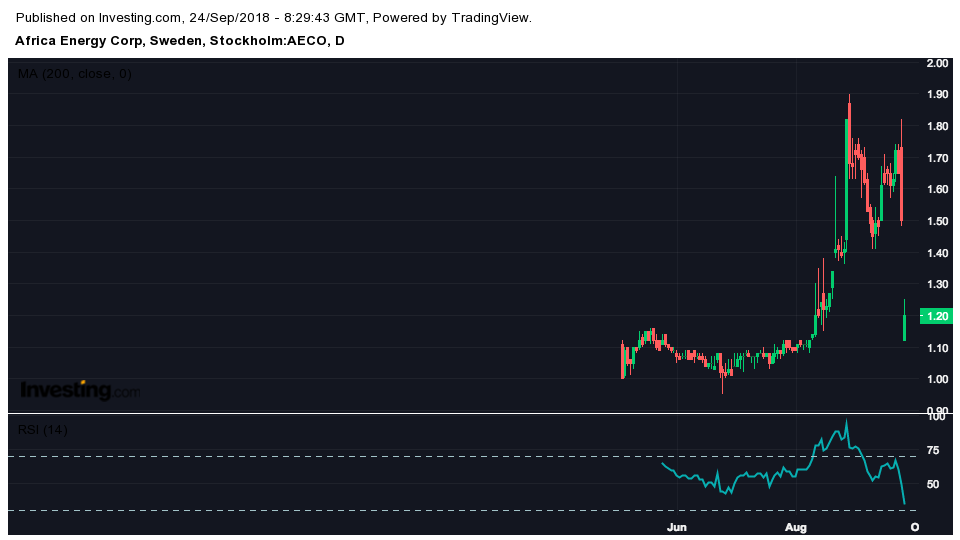 Published on Investing.com, 24/Sep/2018 - 8:29:43 GMT, Powered by TradingView.
Africa Energy Corp, Sweden, Stockholm:AECO, D
MA (200, close, 0)
2.00
1.90
1.80
1.70
1.60
1.50
1.40
1.30
1.20
1.10
1.00
0.90
Investing.com
RSI (14)
100
75
50
Jun Aug O